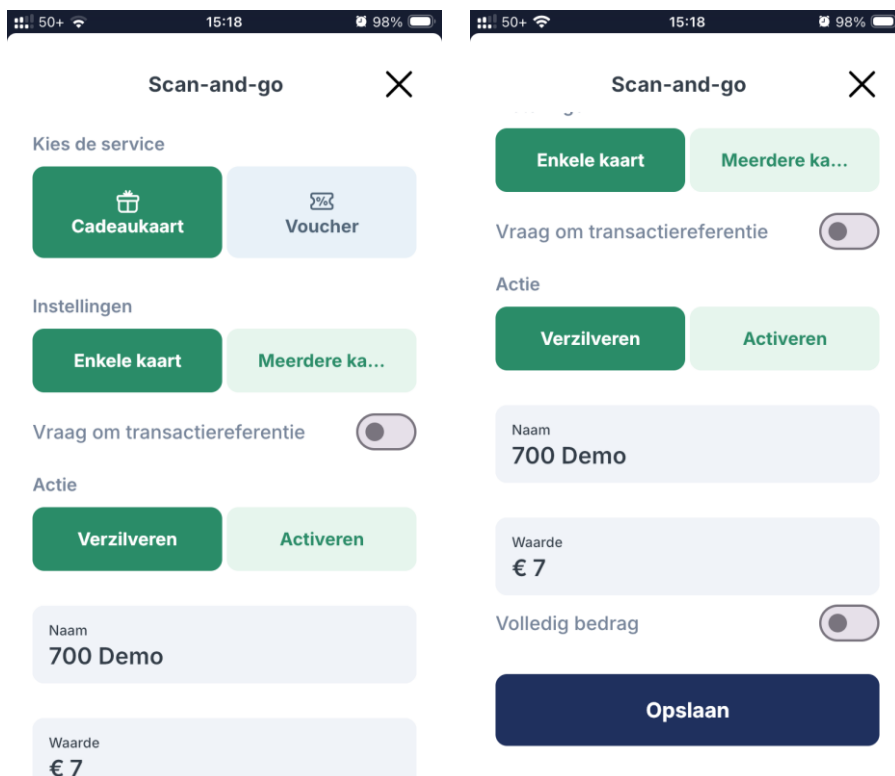 50+ 15:18 98%
Scan-and-go
Kies de service
Cadeaukaart
Voucher
Instellingen
Enkele kaart
Meerdere ka...
Vraag om transactiereferentie
Actie
Verzilveren
Activeren
Naam
700 Demo
Waarde
€ 7
50+ 15:18 98%
Scan-and-go
Enkele kaart
Meerdere ka...
Vraag om transactiereferentie
Actie
Verzilveren
Activeren
Naam
700 Demo
Waarde
€ 7
Volledig bedrag
Opslaan